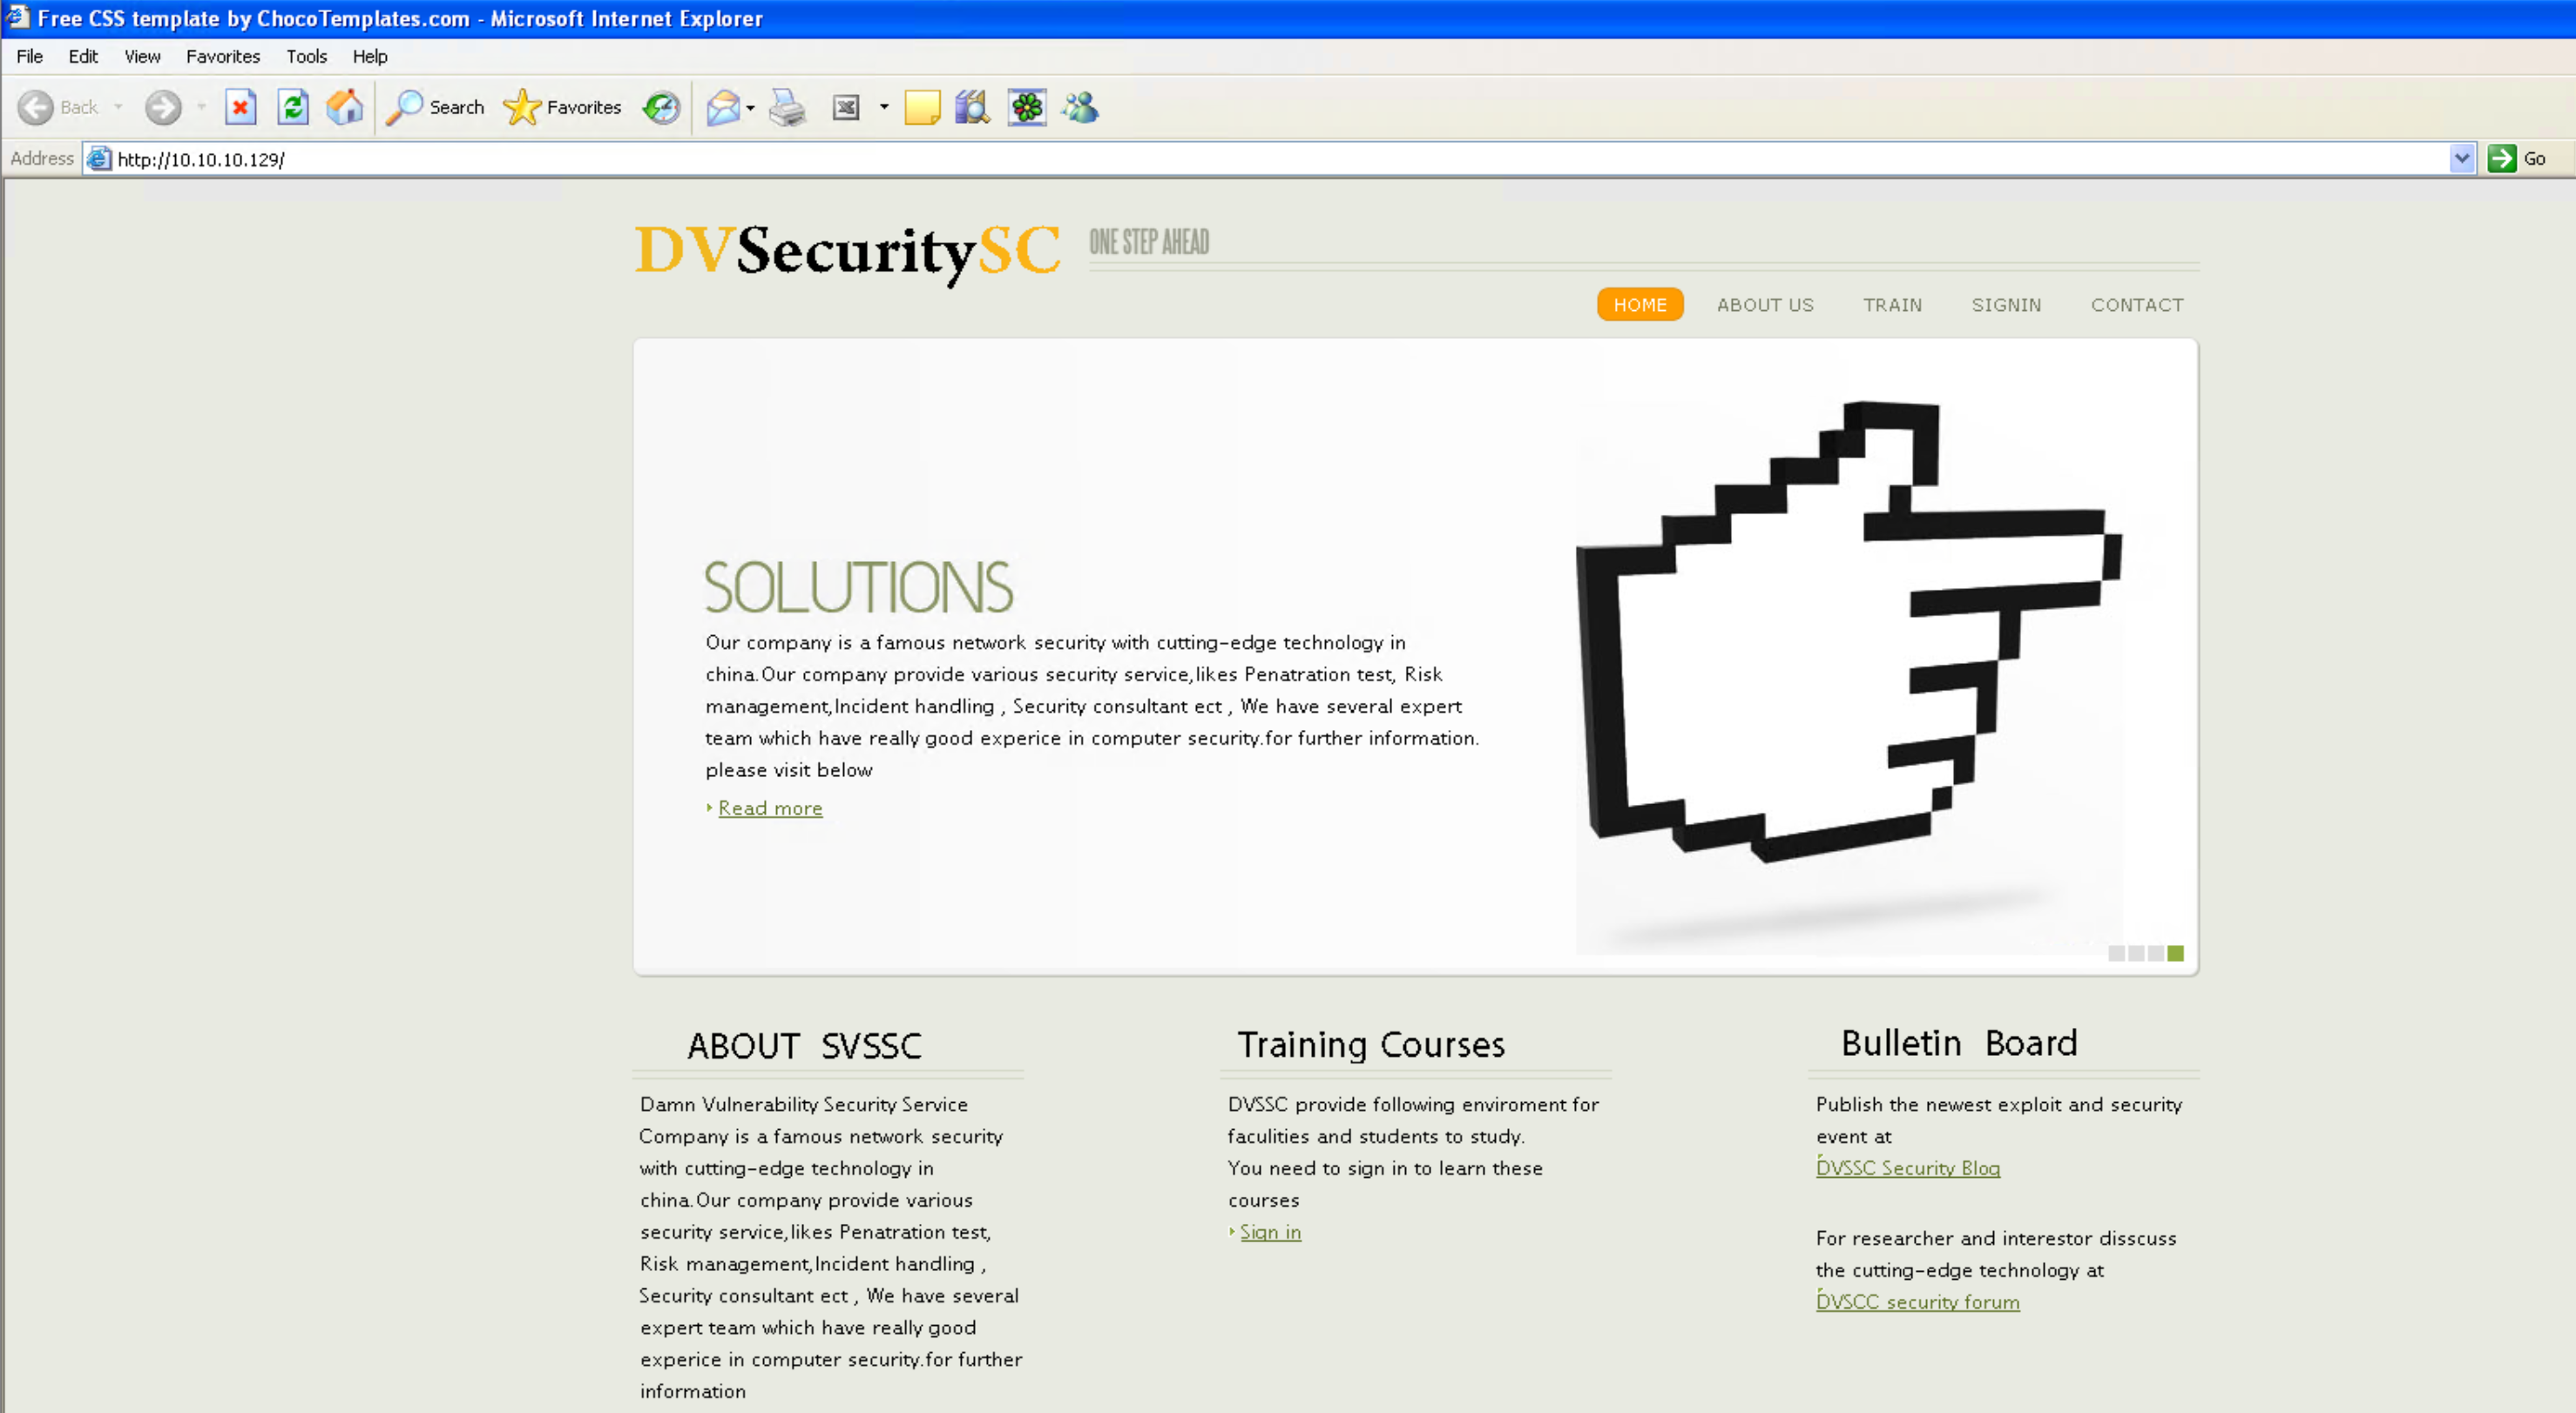 Free CSS template by ChocoTemplates.com - Microsoft Internet Explorer
File Edit View Favorites Tools Help
Back Search Favorites
Address http://10.10.10.129/ Go
DVSecuritySC ONE STEP AHEAD
HOME ABOUT US TRAIN SIGNIN CONTACT
SOLUTIONS
Our company is a famous network security with cutting-edge technology in
china.Our company provide various security service,likes Penatration test, Risk
management,Incident handling , Security consultant ect , We have several expert
team which have really good experice in computer security.for further information.
please visit below
Read more
ABOUT SVSSC
Damn Vulnerability Security Service
Company is a famous network security
with cutting-edge technology in
china.Our company provide various
security service,likes Penatration test,
Risk management,Incident handling ,
Security consultant ect , We have several
expert team which have really good
experice in computer security.for further
information
Training Courses
DVSSC provide following enviroment for
faculities and students to study.
You need to sign in to learn these
courses
Sign in
Bulletin Board
Publish the newest exploit and security
event at
DVSSC Security Blog
For researcher and interestor disscuss
the cutting-edge technology at
DVSCC security forum